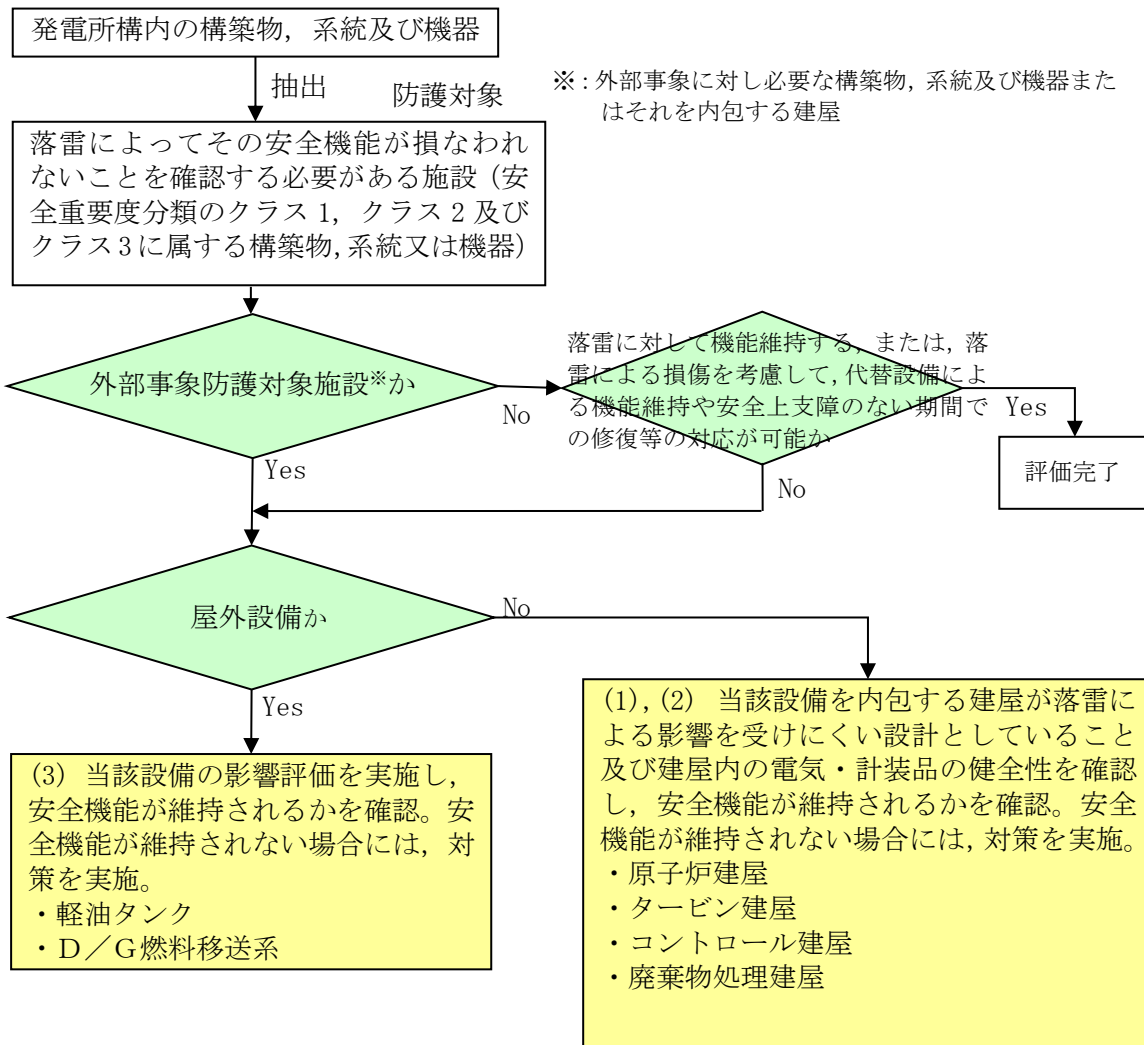 発電所構内の構築物, 系統及び機器
抽出
防護対象
※：外部事象に対し必要な構築物, 系統及び機器また
はそれを内包する建屋
落雷によってその安全機能が損なわれ
ないことを確認する必要がある施設（安
全重要度分類のクラス 1, クラス 2 及び
クラス3に属する構築物, 系統又は機器）
外部事象防護対象施設※か
No
落雷に対して機能維持する, または, 落
雷による損傷を考慮して, 代替設備によ
る機能維持や安全上支障のない期間で
の修復等の対応が可能か
Yes
評価完了
Yes
No
屋外設備か
No
Yes
(3) 当該設備の影響評価を実施し,
安全機能が維持されるかを確認。安
全機能が維持されない場合には, 対
策を実施。
・軽油タンク
・Ｄ／Ｇ燃料移送系
(1), (2) 当該設備を内包する建屋が落雷に
よる影響を受けにくい設計としていること
及び建屋内の電気・計装品の健全性を確認
し, 安全機能が維持されるかを確認。安全
機能が維持されない場合には, 対策を実施。
・原子炉建屋
・タービン建屋
・コントロール建屋
・廃棄物処理建屋